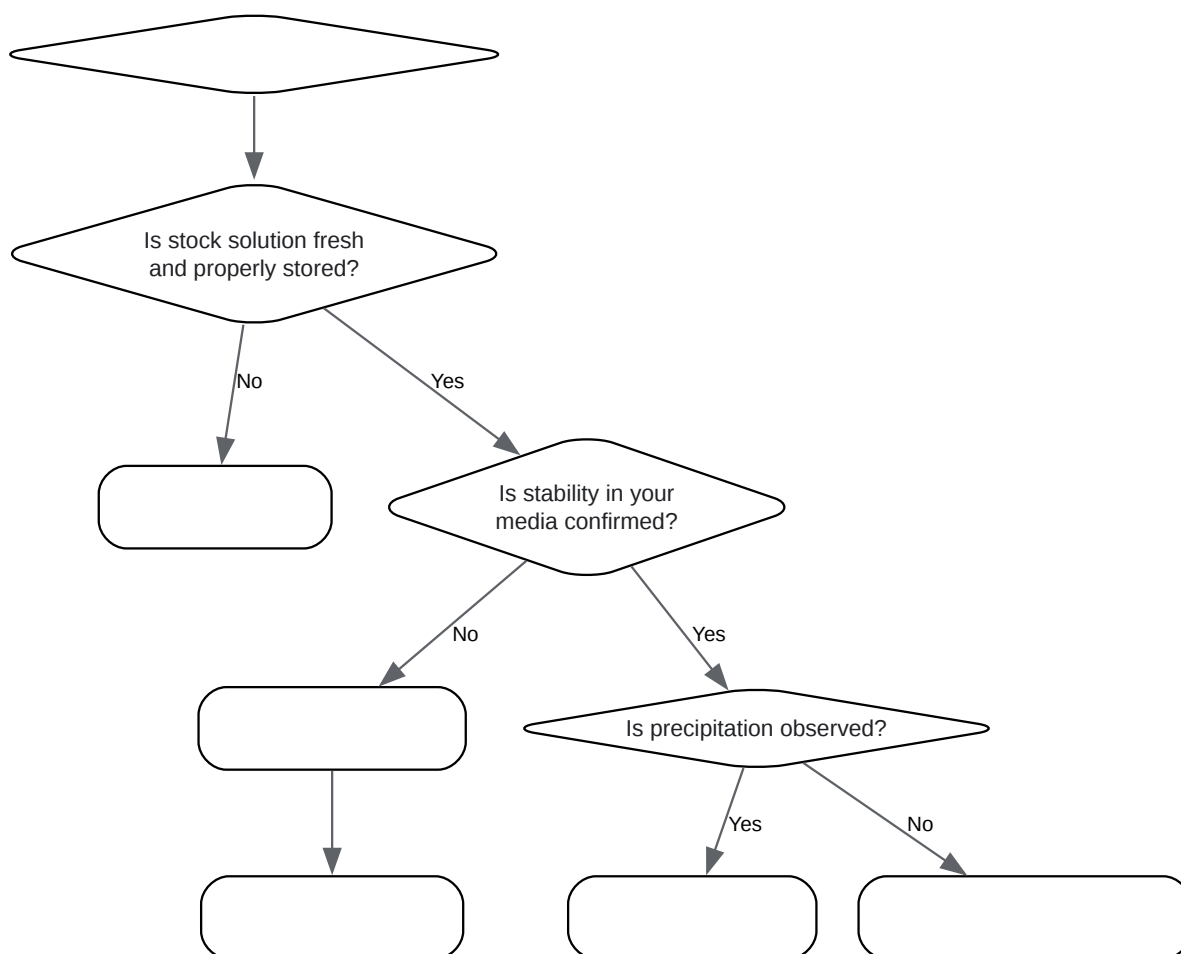 Is stock solution fresh
and properly stored?
No
Yes
Is stability in your
media confirmed?
No
Yes
Is precipitation observed?
Yes
No